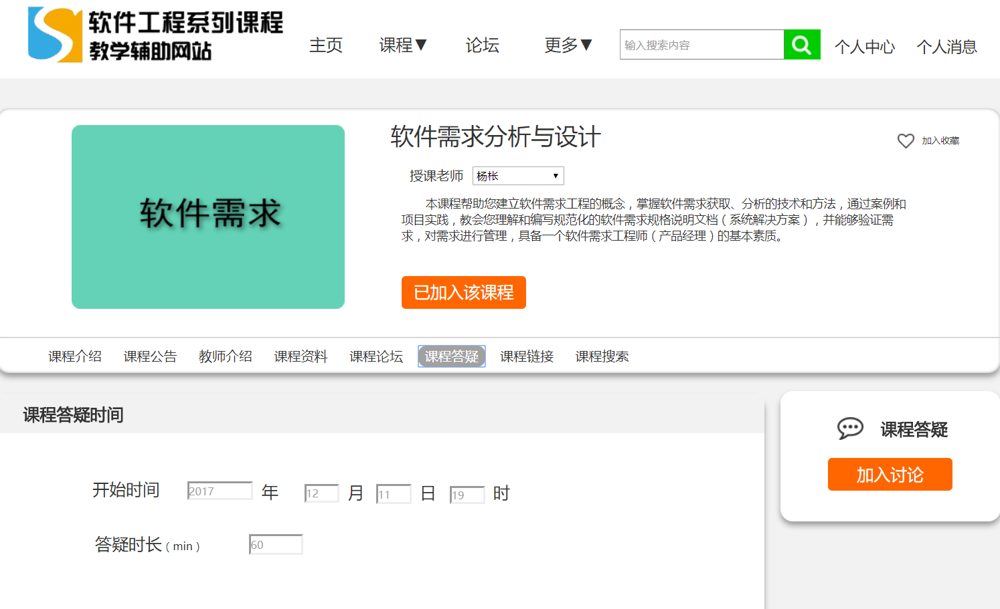 软件工程系列课程
教学辅助网站
主页 课程▼ 论坛 更多▼ 输入搜索内容 个人中心 个人消息
软件需求
软件需求分析与设计
加入收藏
授课老师 杨枨
本课程帮助您建立软件需求工程的概念，掌握软件需求获取、分析的技术和方法，通过案例和
项目实践，教会您理解和编写规范化的软件需求规格说明文档（系统解决方案），并能够验证需
求，对需求进行管理，具备一个软件需求工程师（产品经理）的基本素质。
已加入该课程
课程介绍 课程公告 教师介绍 课程资料 课程论坛 课程答疑 课程链接 课程搜索
课程答疑时间
开始时间 2017 年 12 月 11 日 19 时
答疑时长（min） 60
课程答疑
加入讨论